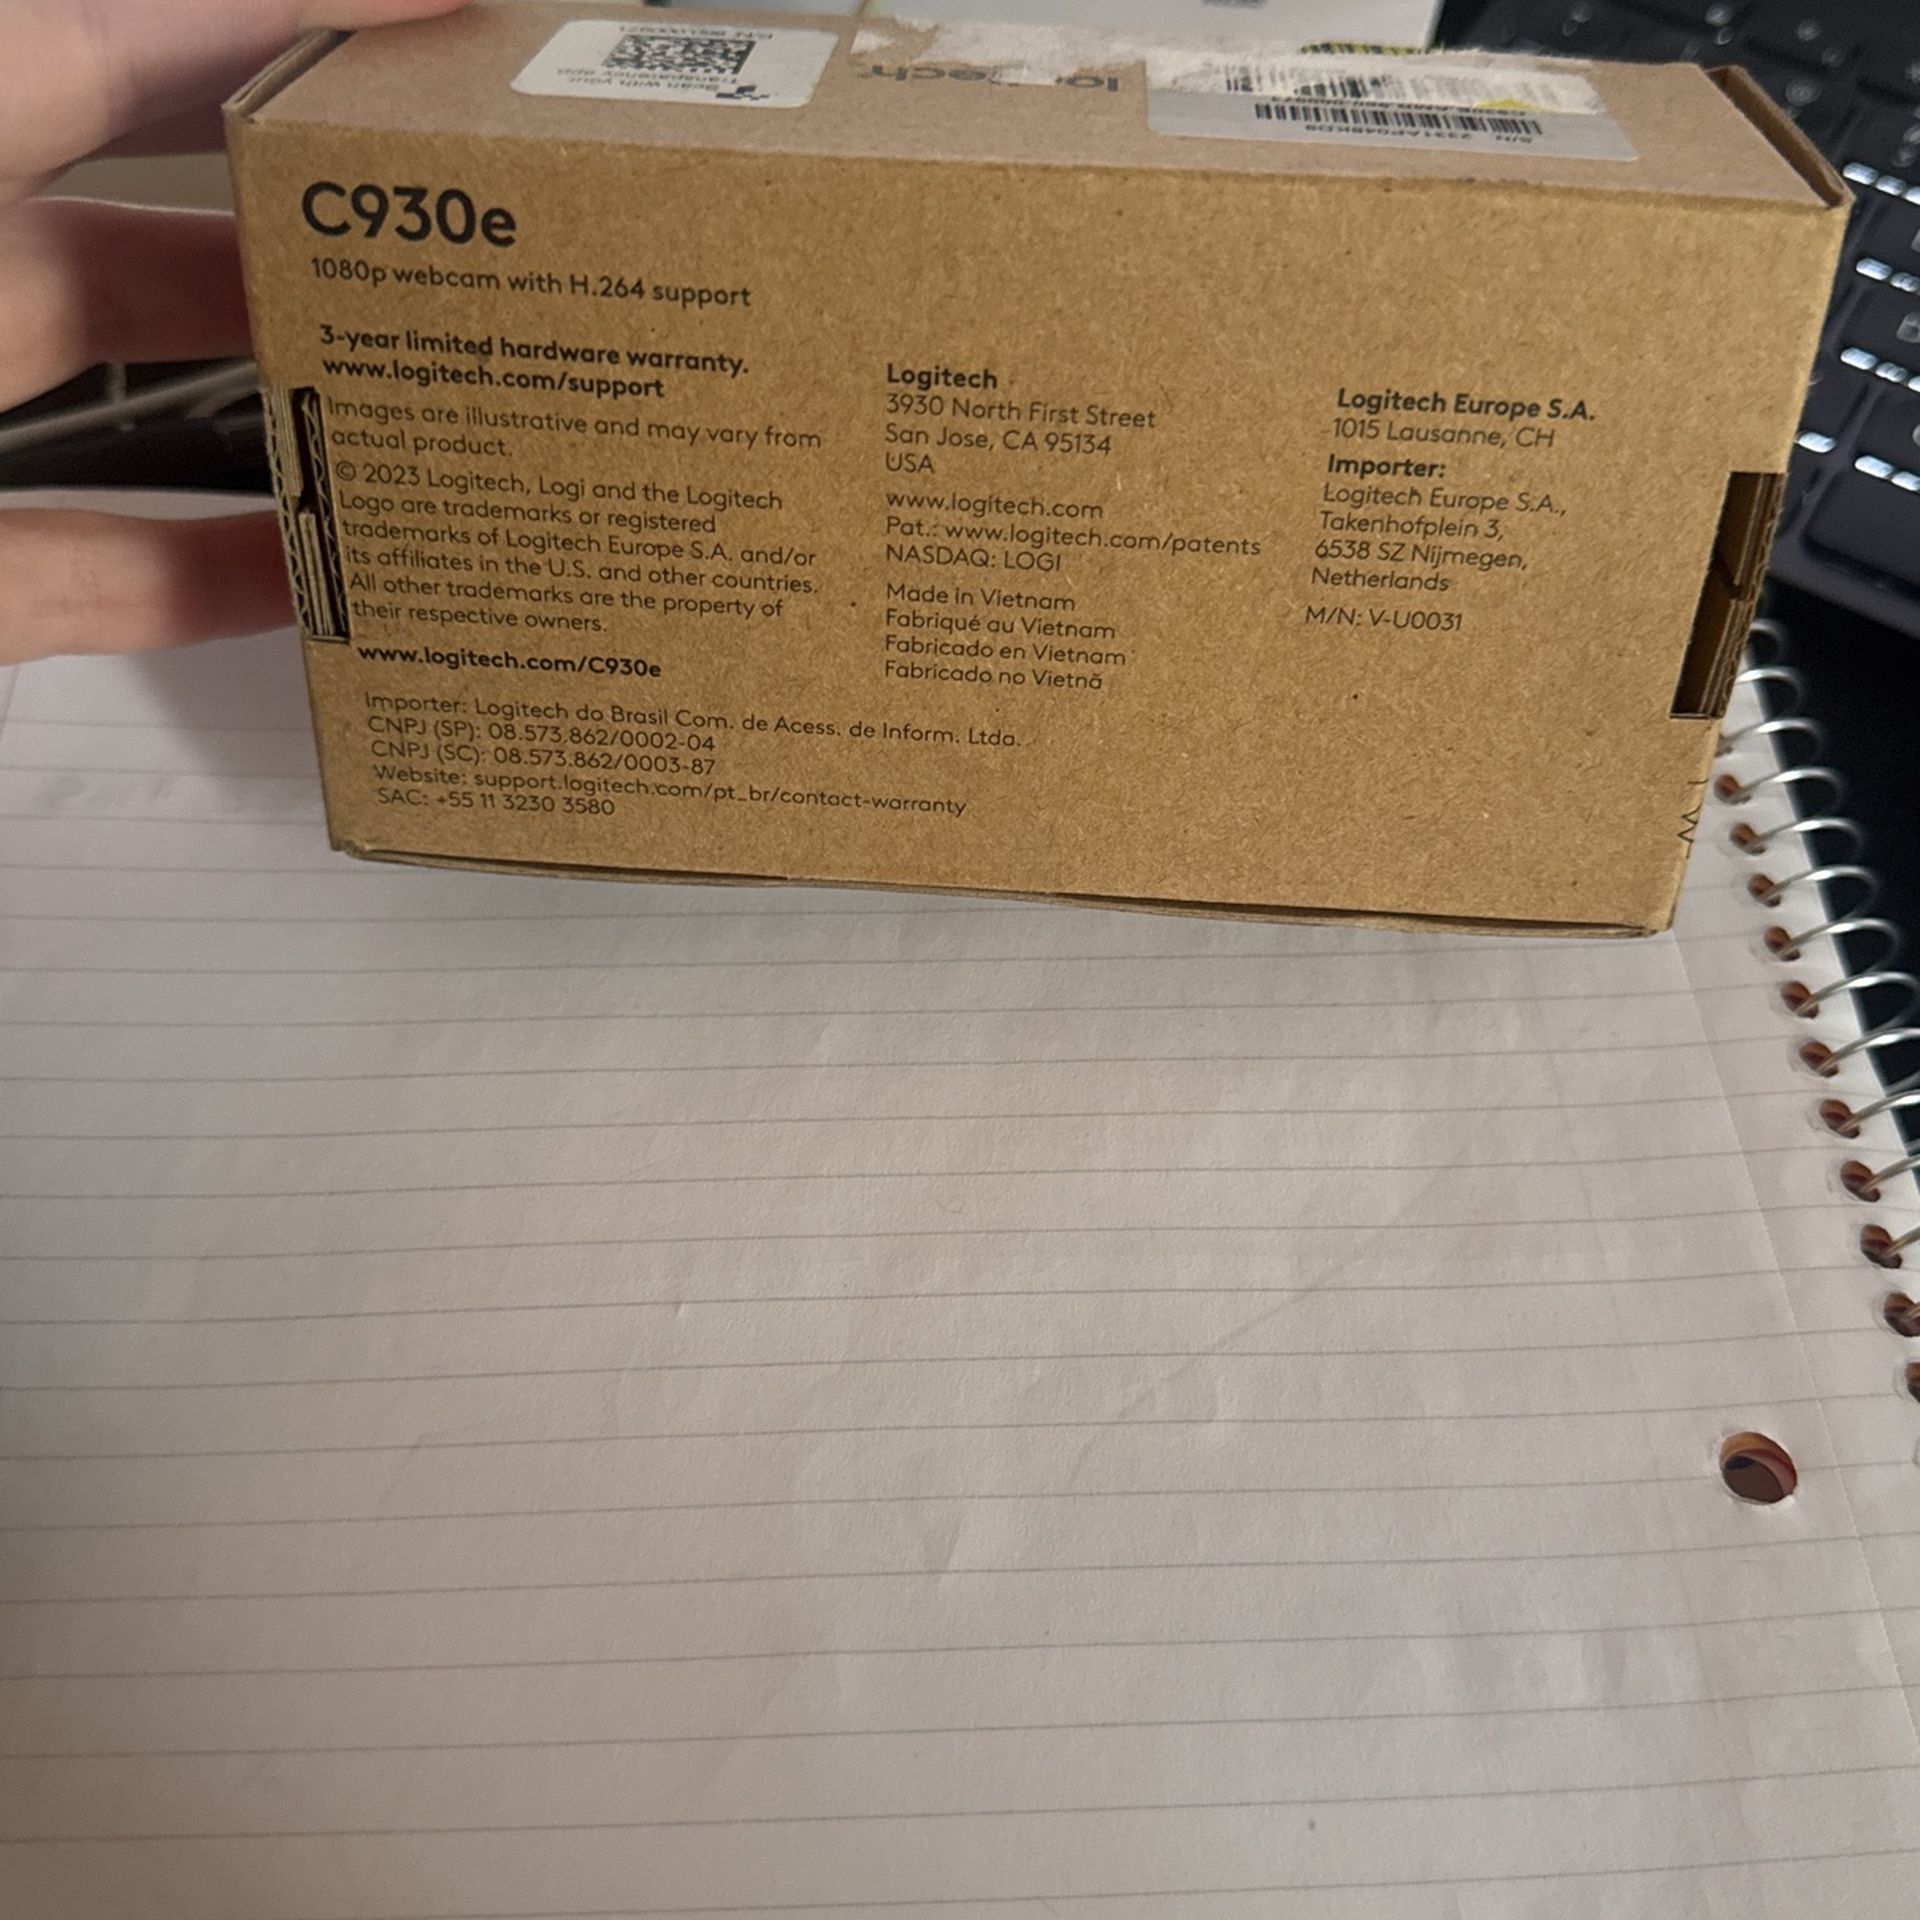 Scan with your
Transparency app
logitech
S/N 2331AP048KD9
C930e
1080p webcam with H.264 support
3-year limited hardware warranty.
www.logitech.com/support
Images are illustrative and may vary from
actual product.
© 2023 Logitech, Logi and the Logitech
Logo are trademarks or registered
trademarks of Logitech Europe S.A. and/or
its affiliates in the U.S. and other countries.
All other trademarks are the property of
their respective owners.
www.logitech.com/C930e
Logitech
3930 North First Street
San Jose, CA 95134
USA
www.logitech.com
Pat.: www.logitech.com/patents
NASDAQ: LOGI
Made in Vietnam
Fabriqué au Vietnam
Fabricado en Vietnam
Fabricado no Vietnã
Logitech Europe S.A.
1015 Lausanne, CH
Importer:
Logitech Europe S.A.,
Takenhofplein 3,
6538 SZ Nijmegen,
Netherlands
M/N: V-U0031
Importer: Logitech do Brasil Com. de Acess. de Inform. Ltda.
CNPJ (SP): 08.573.862/0002-04
CNPJ (SC): 08.573.862/0003-87
Website: support.logitech.com/pt_br/contact-warranty
SAC: +55 11 3230 3580